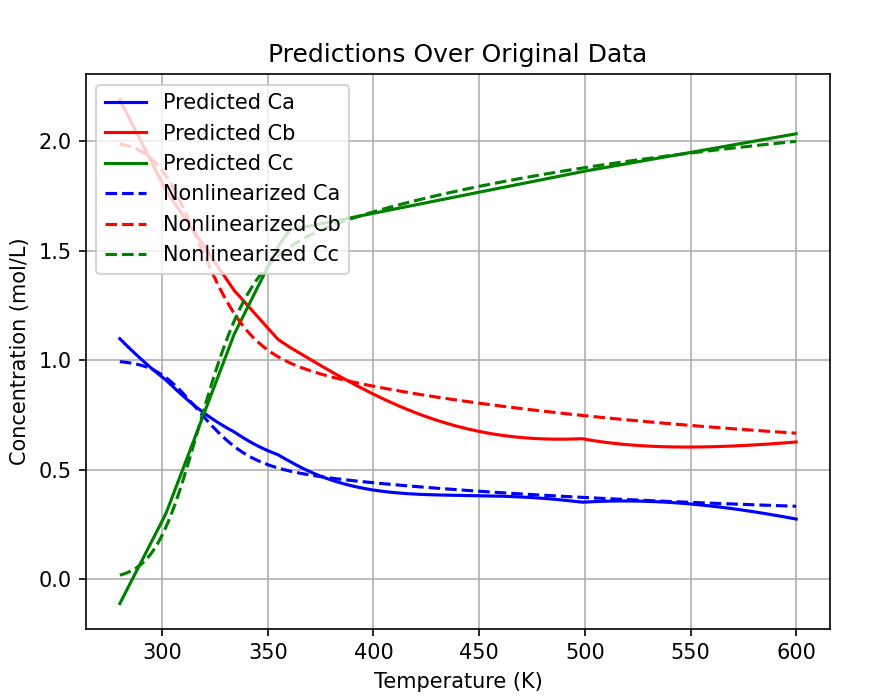 Predictions Over Original Data
Predicted Ca
Predicted Cb
Predicted Cc
Nonlinearized Ca
Nonlinearized Cb
Nonlinearized Cc
Concentration (mol/L)
2.0
1.5
1.0
0.5
0.0
300 350 400 450 500 550 600
Temperature (K)